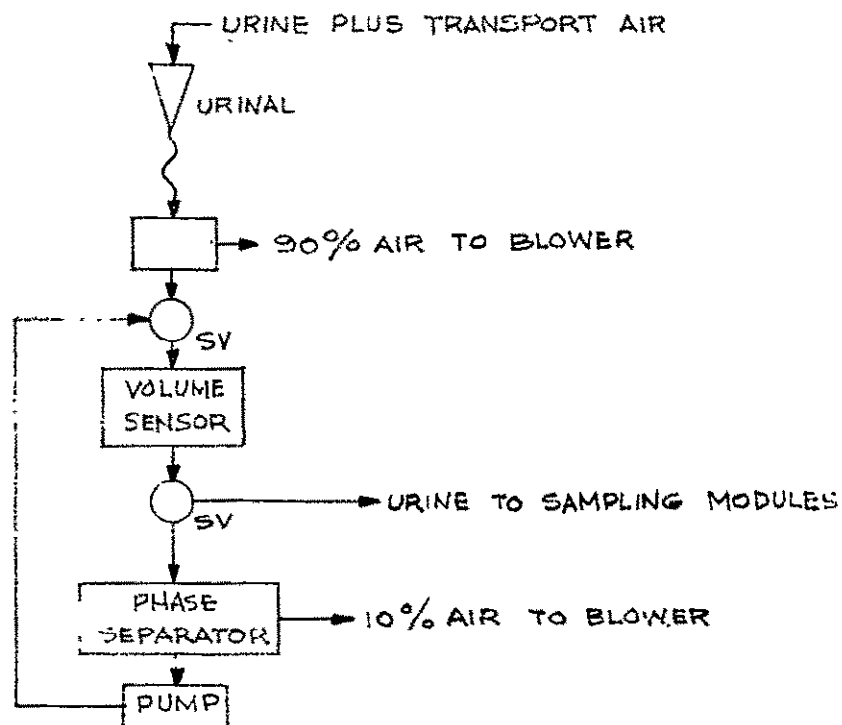 URINE PLUS TRANSPORT AIR
URINAL
90% AIR TO BLOWER
SV
VOLUME
SENSOR
SV
URINE TO SAMPLING MODULES
PHASE
SEPARATOR
10% AIR TO BLOWER
PUMP